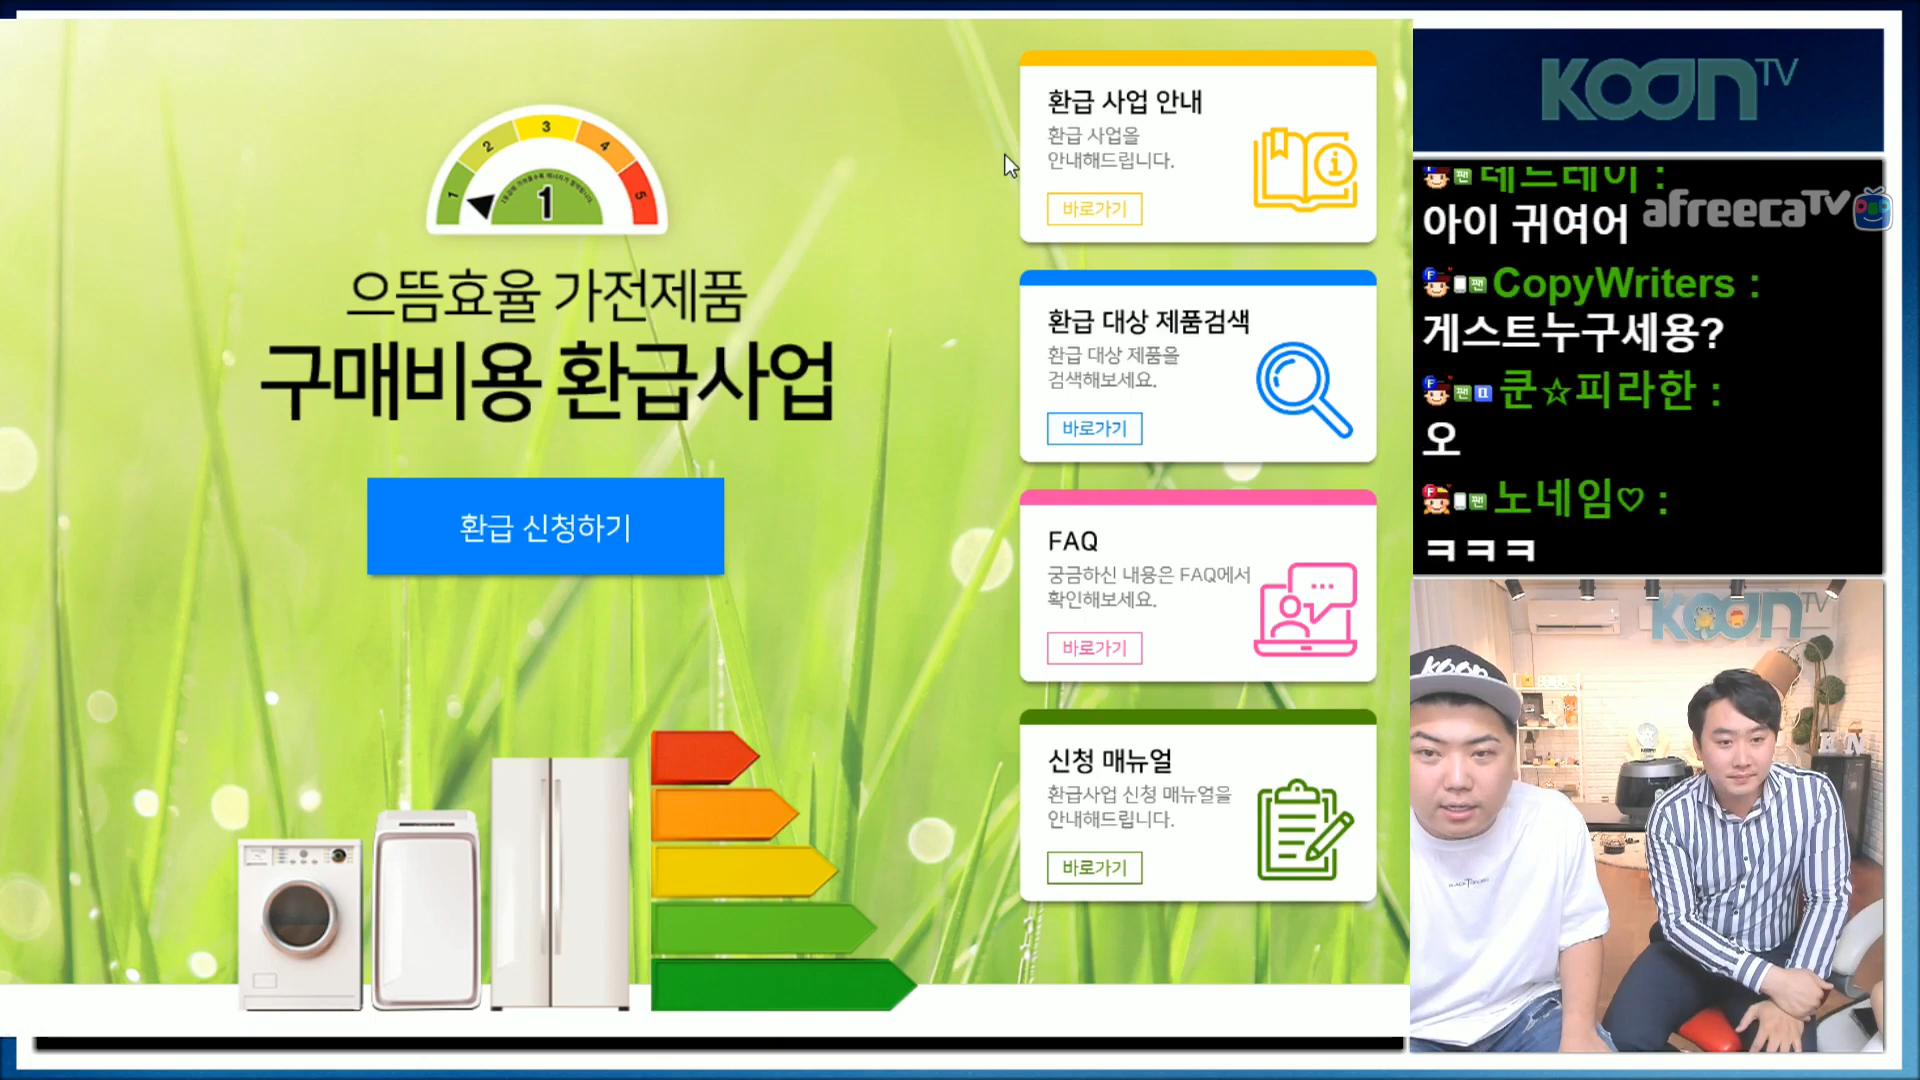 1
2
3
4
5
1
으뜸효율 가전제품
구매비용 환급사업
환급 신청하기
환급 사업 안내
환급 사업을
안내해드립니다.
바로가기
환급 대상 제품검색
환급 대상 제품을
검색해보세요.
바로가기
FAQ
궁금하신 내용은 FAQ에서
확인해보세요.
바로가기
신청 매뉴얼
환급사업 신청 매뉴얼을
안내해드립니다.
바로가기
KOONTV
afreecaTV
아이 귀여어
CopyWriters :
게스트누구세용?
쿤☆피라한 :
오
노네임♡ :
ㅋㅋㅋ
KOONTV
KOON